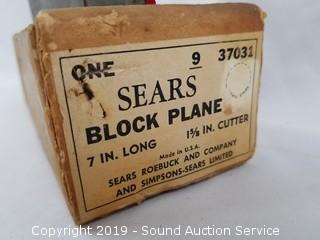 ONE 9 37031
SEARS
BLOCK PLANE
7 IN. LONG 1⅝ IN. CUTTER
Made in U.S.A.
SEARS ROEBUCK AND COMPANY
AND SIMPSONS-SEARS LIMITED
Copyright 2019 - Sound Auction Service